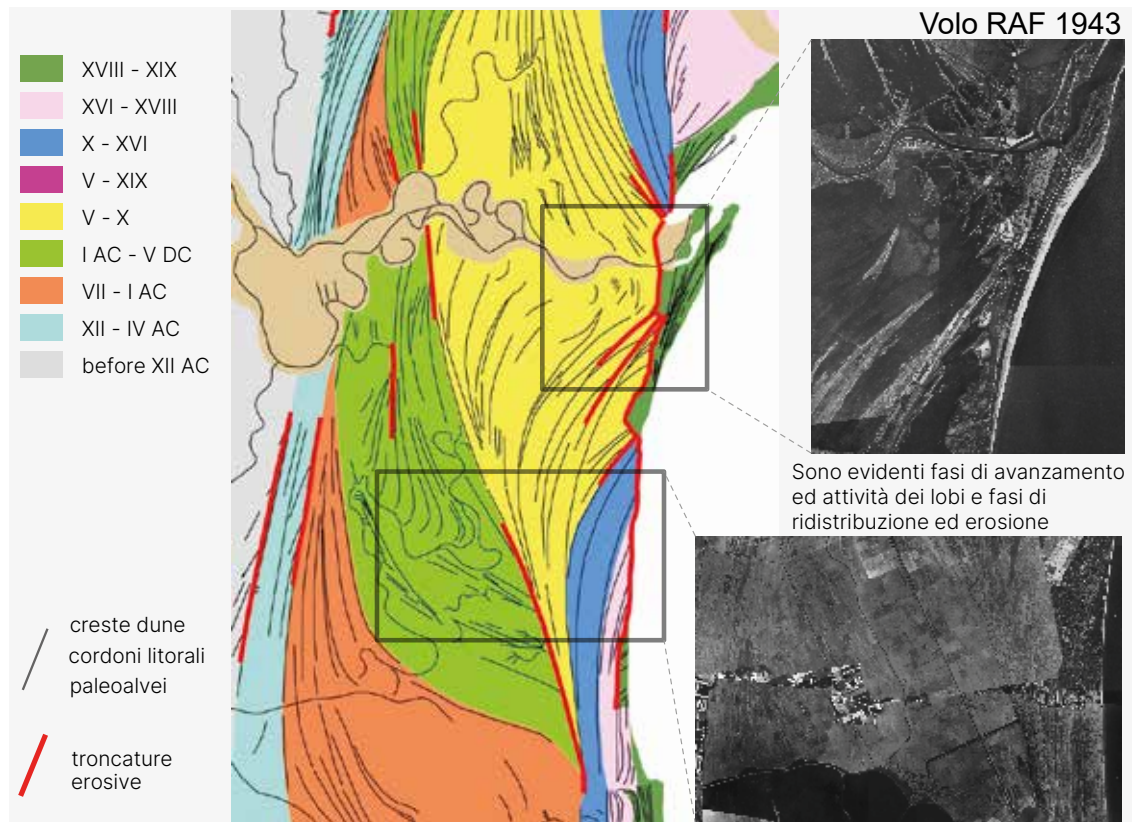 Volo RAF 1943
XVIII - XIX
XVI - XVIII
X - XVI
V - XIX
V - X
I AC - V DC
VII - I AC
XII - IV AC
before XII AC
creste dune
cordoni litorali
paleoalvei
troncature
erosive
Sono evidenti fasi di avanzamento
ed attività dei lobi e fasi di
ridistribuzione ed erosione